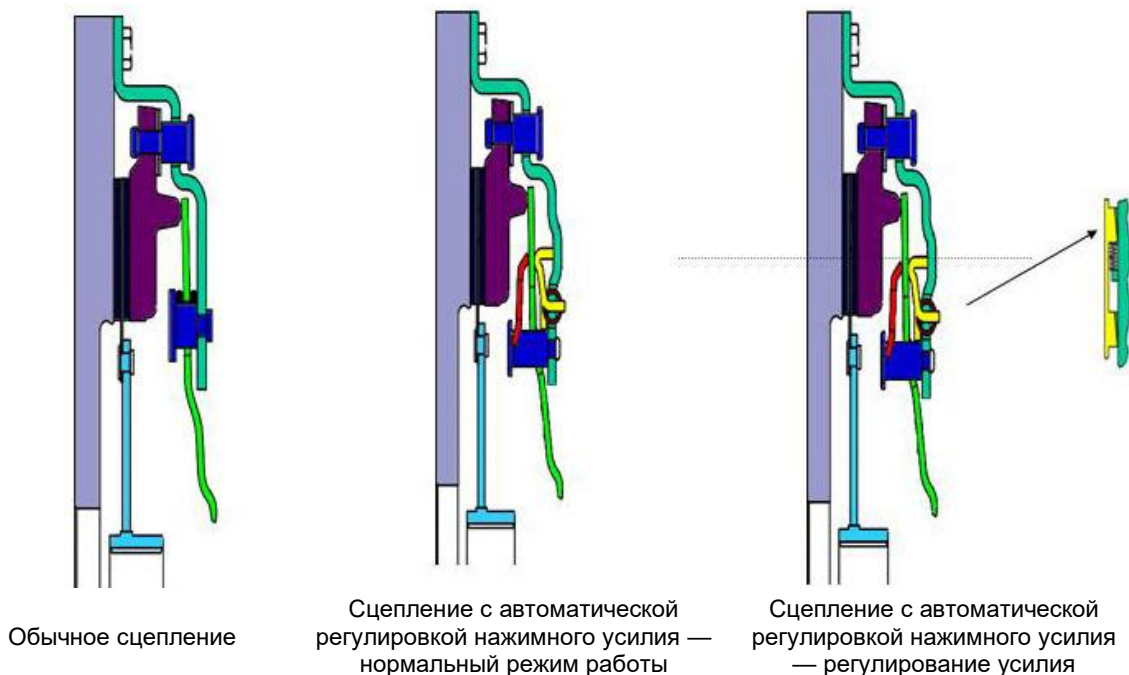 Обычное сцепление
Сцепление с автоматической
регулировкой нажимного усилия —
нормальный режим работы
Сцепление с автоматической
регулировкой нажимного усилия
— регулирование усилия